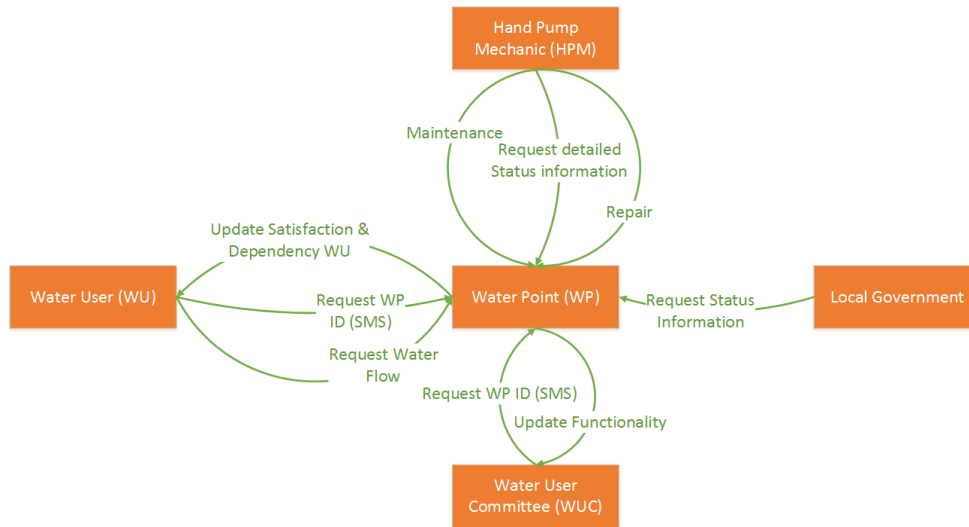 Hand Pump
Mechanic (HPM)
Maintenance
Request detailed
Status information
Repair
Update Satisfaction &
Dependency WU
Water User (WU)
Request WP
ID (SMS)
Water Point (WP)
Request Status
Information
Local Government
Request Water
Flow
Request WP ID (SMS)
Update Functionality
Water User
Committee (WUC)